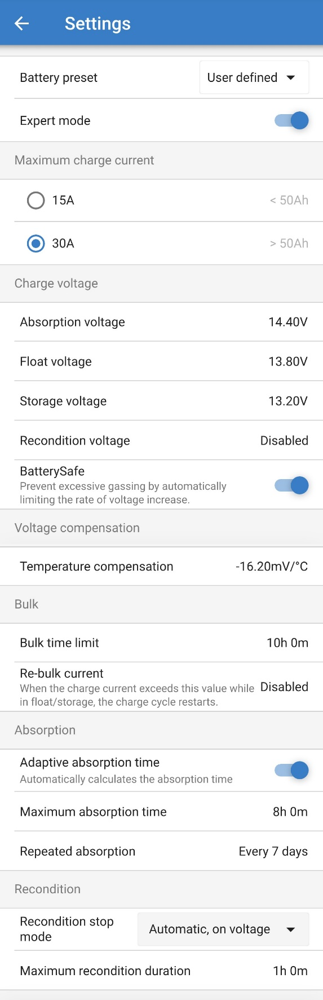 Settings
Battery preset
User defined
Expert mode
Maximum charge current
15A
< 50Ah
30A
> 50Ah
Charge voltage
Absorption voltage
14.40V
Float voltage
13.80V
Storage voltage
13.20V
Recondition voltage
Disabled
BatterySafe
Prevent excessive gassing by automatically
limiting the rate of voltage increase.
Voltage compensation
Temperature compensation
-16.20mV/°C
Bulk
Bulk time limit
10h 0m
Re-bulk current
When the charge current exceeds this value while
in float/storage, the charge cycle restarts.
Disabled
Absorption
Adaptive absorption time
Automatically calculates the absorption time
Maximum absorption time
8h 0m
Repeated absorption
Every 7 days
Recondition
Recondition stop
mode
Automatic, on voltage
Maximum recondition duration
1h 0m